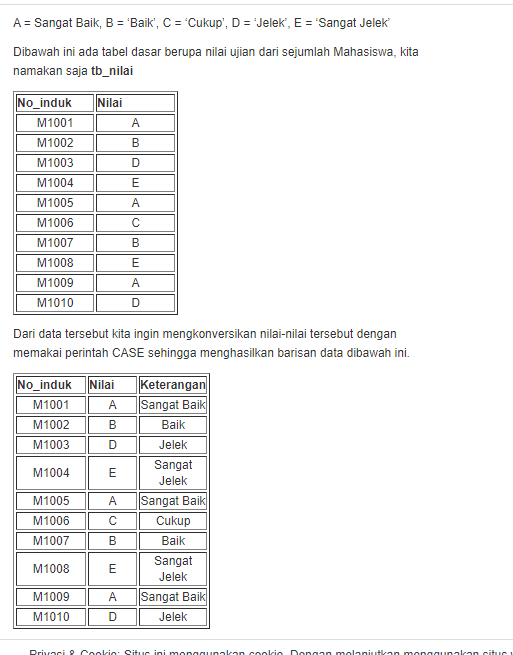 A = Sangat Baik, B = ‘Baik’, C = ‘Cukup’, D = ‘Jelek’, E = ‘Sangat Jelek’
Dibawah ini ada tabel dasar berupa nilai ujian dari sejumlah Mahasiswa, kita
namakan saja tb_nilai
No_induk Nilai
M1001 A
M1002 B
M1003 D
M1004 E
M1005 A
M1006 C
M1007 B
M1008 E
M1009 A
M1010 D
Dari data tersebut kita ingin mengkonversikan nilai-nilai tersebut dengan
memakai perintah CASE sehingga menghasilkan barisan data dibawah ini.
No_induk Nilai Keterangan
M1001 A Sangat Baik
M1002 B Baik
M1003 D Jelek
M1004 E Sangat
Jelek
M1005 A Sangat Baik
M1006 C Cukup
M1007 B Baik
M1008 E Sangat
Jelek
M1009 A Sangat Baik
M1010 D Jelek
Privasi & Cookie: Situs ini menggunakan cookie. Dengan melanjutkan menggunakan situs